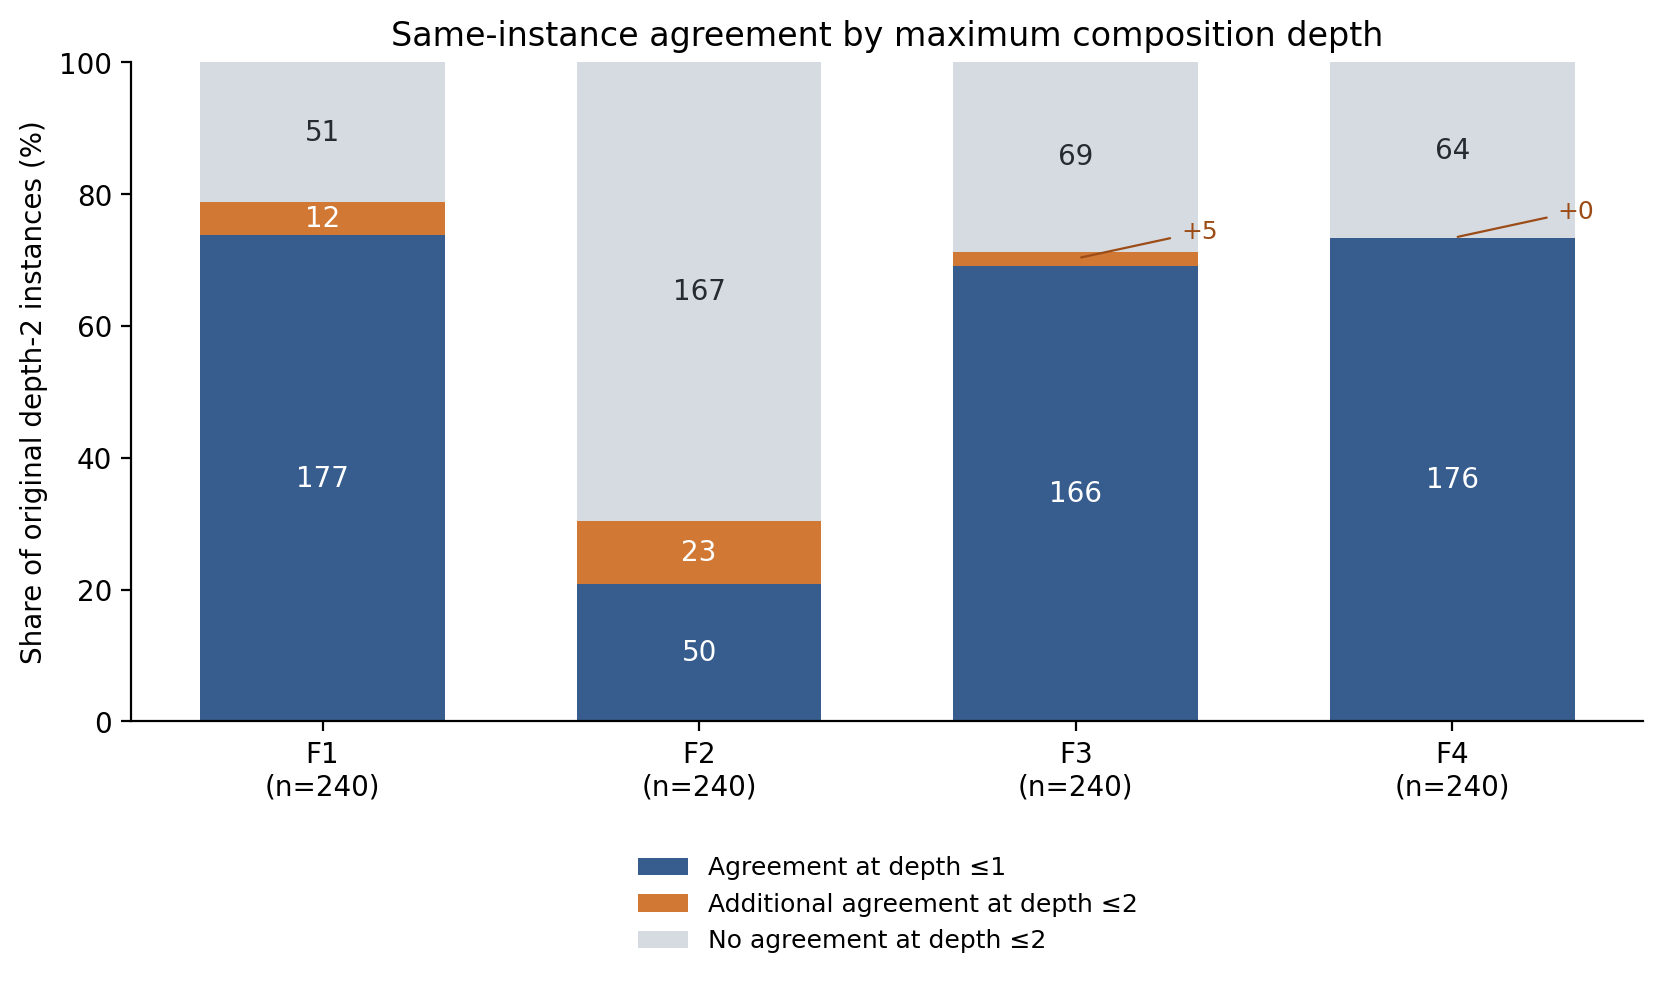 Same-instance agreement by maximum composition depth
Share of original depth-2 instances (%)
100
80
60
40
20
0
51
12
177
167
23
50
69
+5
166
64
+0
176
F1
(n=240)
F2
(n=240)
F3
(n=240)
F4
(n=240)
Agreement at depth ≤1
Additional agreement at depth ≤2
No agreement at depth ≤2